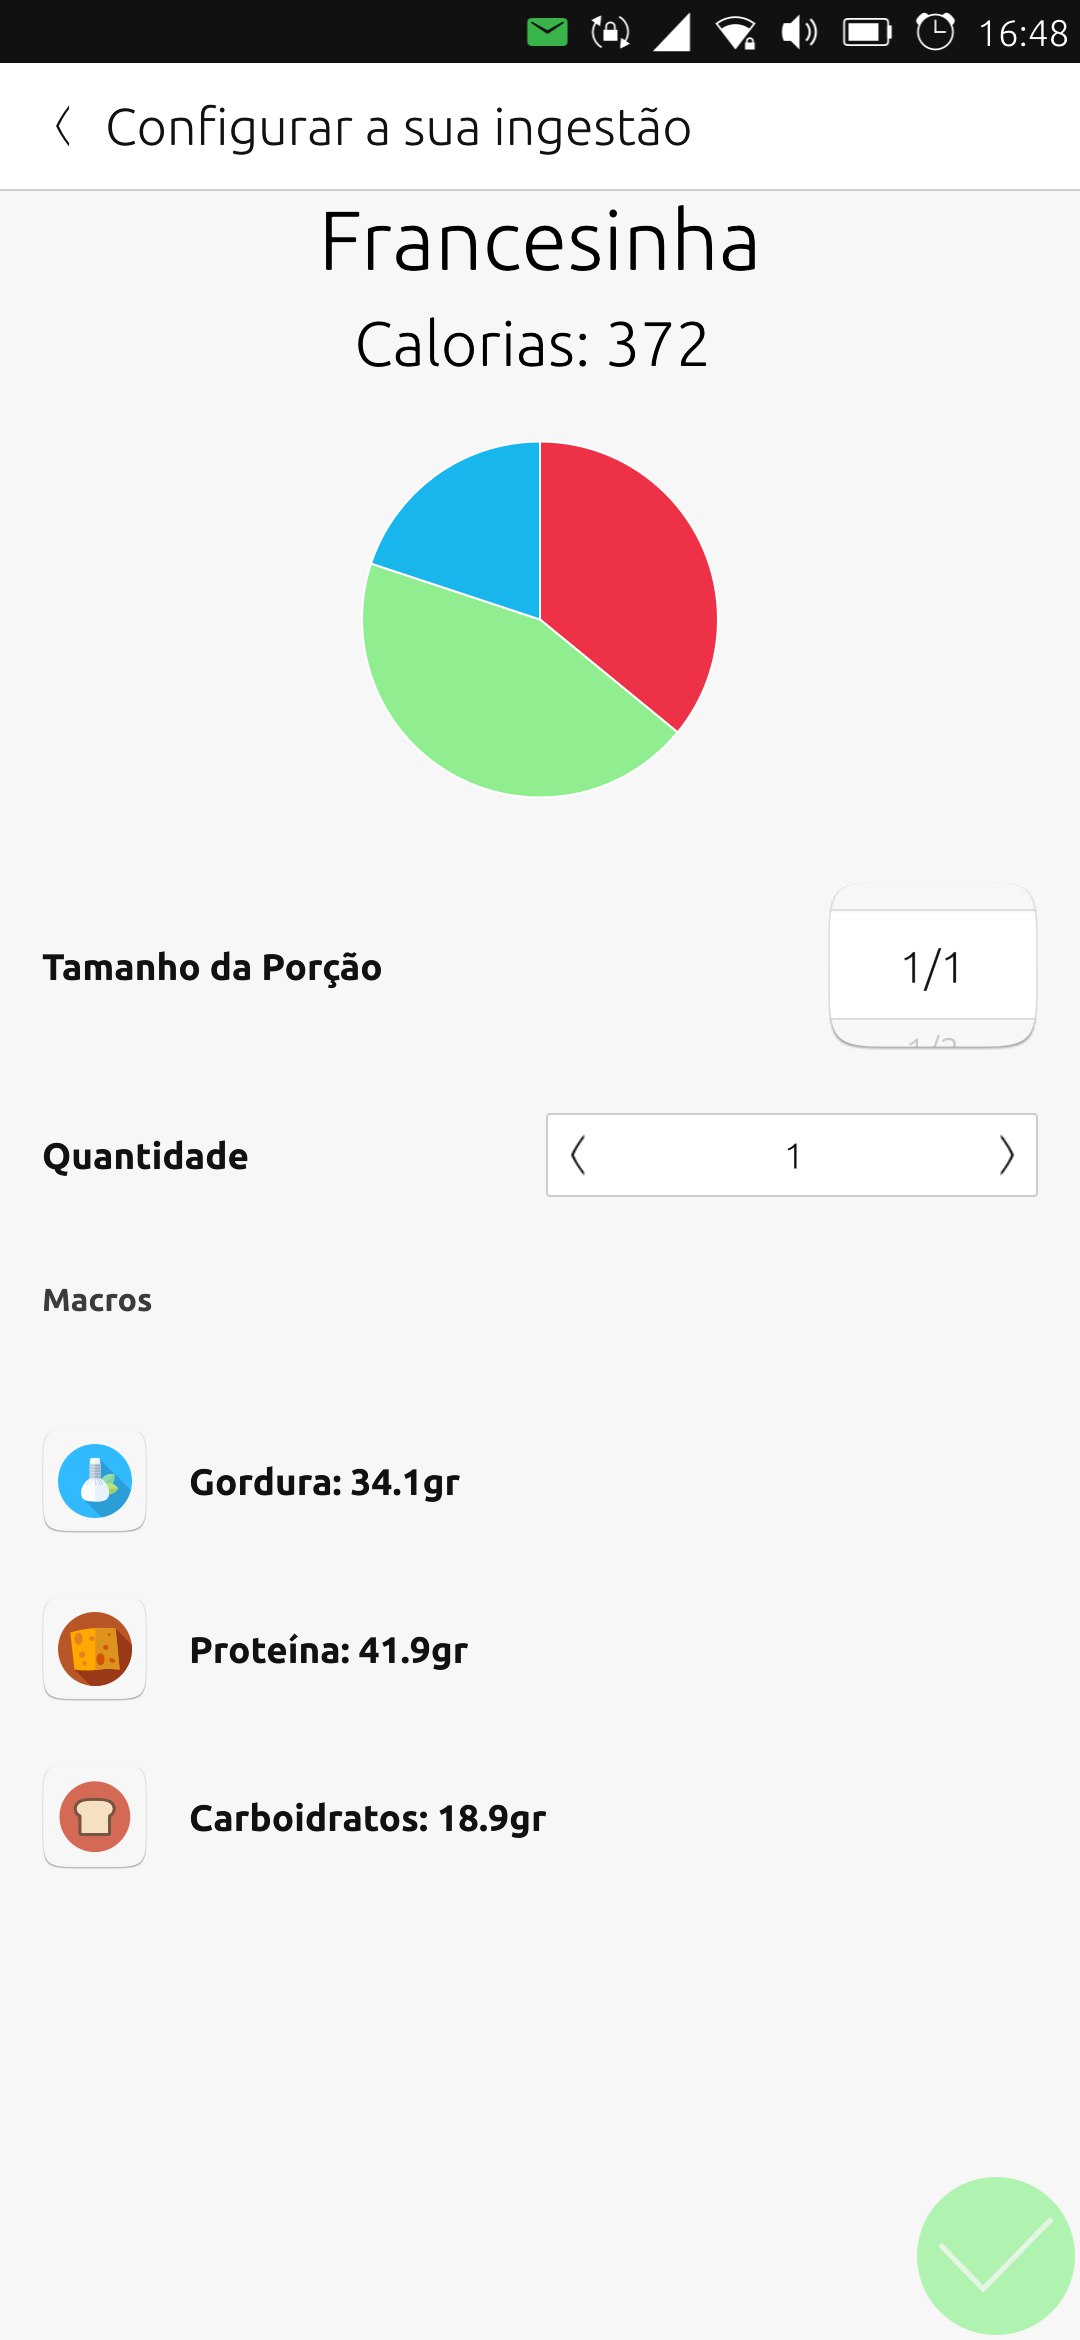 16:48
Configurar a sua ingestão
Francesinha
Calorias: 372
Tamanho da Porção
1/1
Quantidade
1
Macros
Gordura: 34.1gr
Proteína: 41.9gr
Carboidratos: 18.9gr